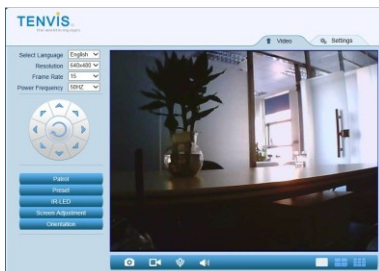 TENVIS
Video
Settings
Select Language English
Resolution 640x480
Frame Rate 15
Power Frequency 50HZ
Patrol
Preset
IR-LED
Screen Adjustment
Orientation